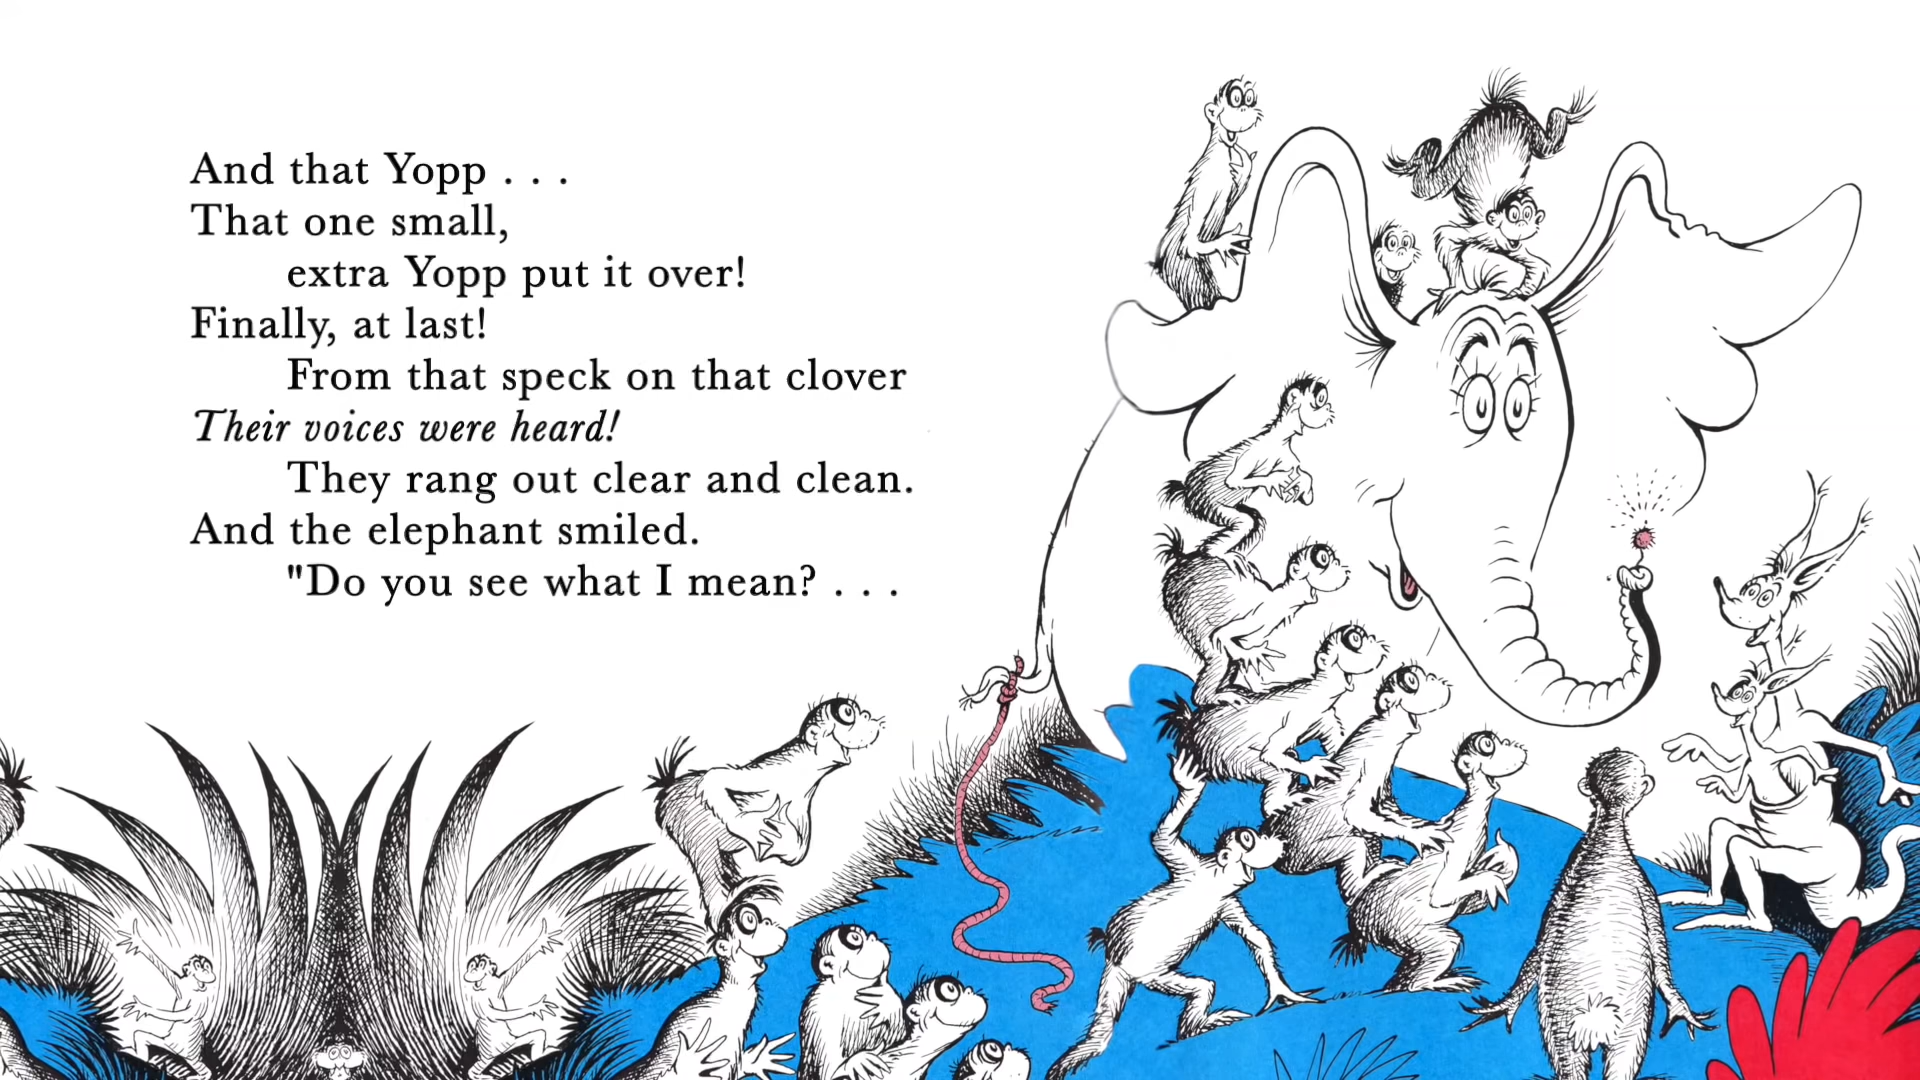 And that Yopp . . .
That one small,
extra Yopp put it over!
Finally, at last!
From that speck on that clover
Their voices were heard!
They rang out clear and clean.
And the elephant smiled.
"Do you see what I mean? . . .